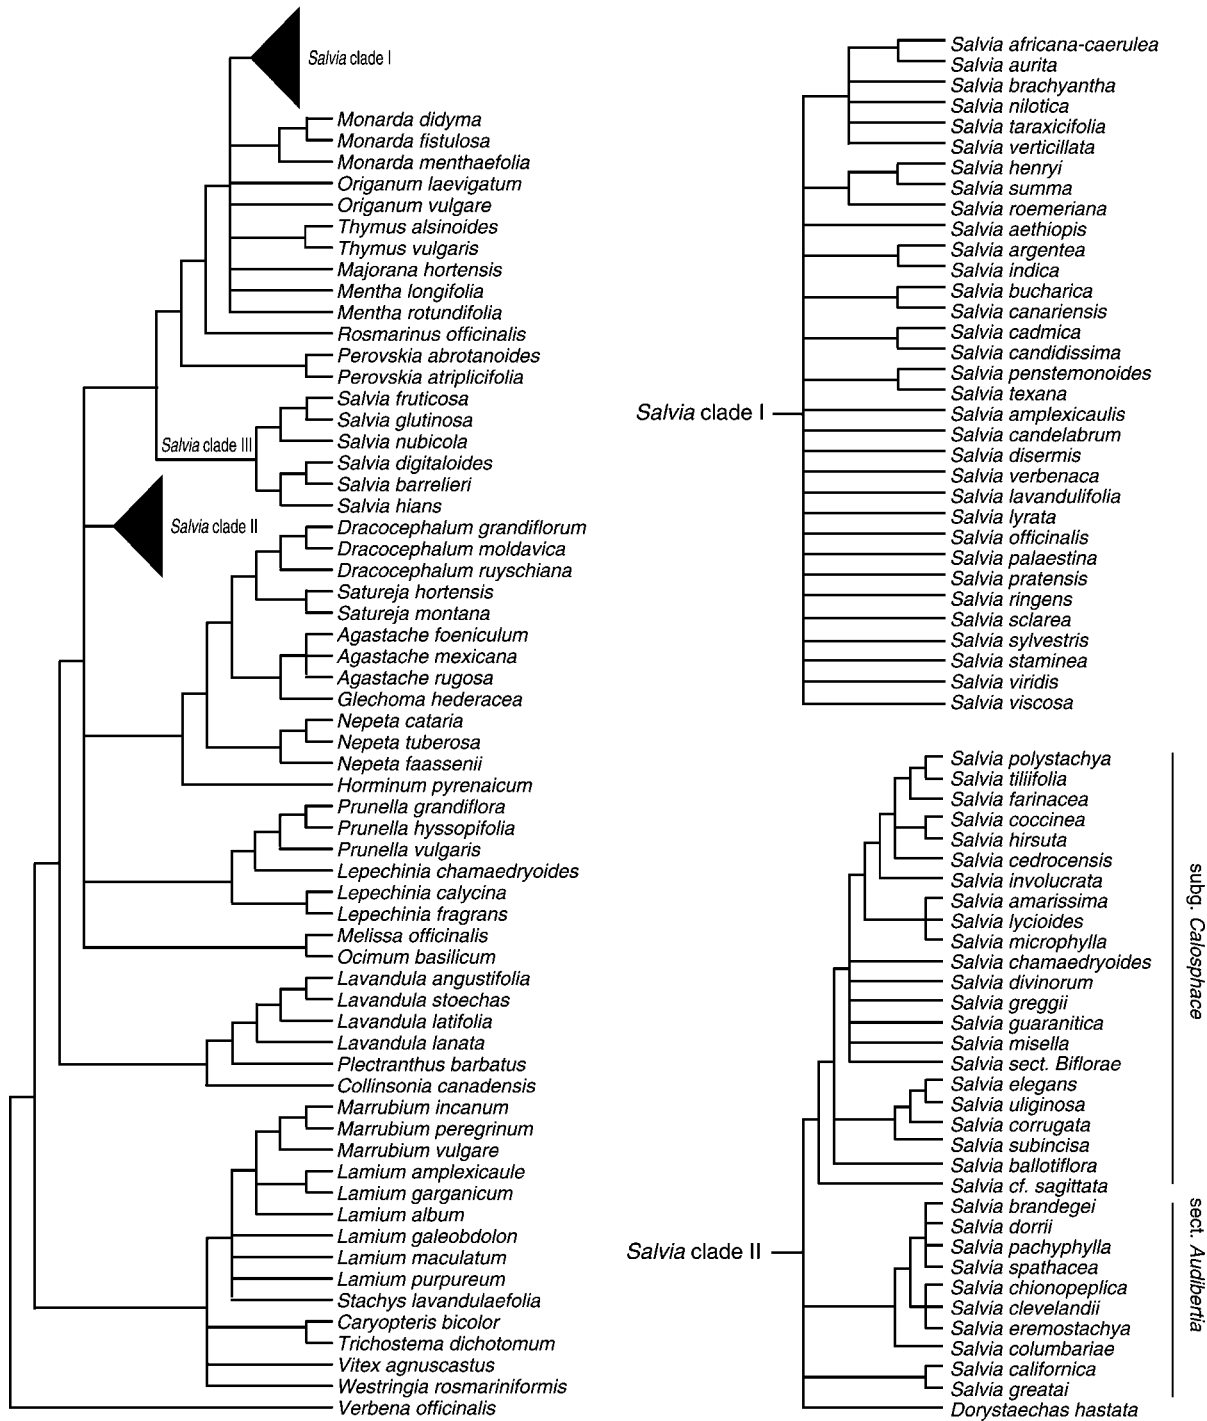 Salvia clade I
Monarda didyma
Monarda fistulosa
Monarda menthaefolia
Origanum laevigatum
Origanum vulgare
Thymus alsinoides
Thymus vulgaris
Majorana hortensis
Mentha longifolia
Mentha rotundifolia
Rosmarinus officinalis
Perovskia abrotanoides
Perovskia atriplicifolia
Salvia fruticosa
Salvia glutinosa
Salvia clade III
Salvia nubicola
Salvia digitaloides
Salvia barrelieri
Salvia hians
Salvia clade II
Dracocephalum grandiflorum
Dracocephalum moldavica
Dracocephalum ruyschiana
Satureja hortensis
Satureja montana
Agastache foeniculum
Agastache mexicana
Agastache rugosa
Glechoma hederacea
Nepeta cataria
Nepeta tuberosa
Nepeta faassenii
Horminum pyrenaicum
Prunella grandiflora
Prunella hyssopifolia
Prunella vulgaris
Lepechinia chamaedryoides
Lepechinia calycina
Lepechinia fragrans
Melissa officinalis
Ocimum basilicum
Lavandula angustifolia
Lavandula stoechas
Lavandula latifolia
Lavandula lanata
Plectranthus barbatus
Collinsonia canadensis
Marrubium incanum
Marrubium peregrinum
Marrubium vulgare
Lamium amplexicaule
Lamium garganicum
Lamium album
Lamium galeobdolon
Lamium maculatum
Lamium purpureum
Stachys lavandulaefolia
Caryopteris bicolor
Trichostema dichotomum
Vitex agnuscastus
Westringia rosmariniformis
Verbena officinalis
Salvia africana-caerulea
Salvia aurita
Salvia brachyantha
Salvia nilotica
Salvia taraxicifolia
Salvia verticillata
Salvia henryi
Salvia summa
Salvia roemeriana
Salvia aethiopis
Salvia argentea
Salvia indica
Salvia bucharica
Salvia canariensis
Salvia cadmica
Salvia candidissima
Salvia penstemonoides
Salvia texana
Salvia clade I
Salvia amplexicaulis
Salvia candelabrum
Salvia disermis
Salvia verbenaca
Salvia lavandulifolia
Salvia lyrata
Salvia officinalis
Salvia palaestina
Salvia pratensis
Salvia ringens
Salvia sclarea
Salvia sylvestris
Salvia staminea
Salvia viridis
Salvia viscosa
Salvia polystachya
Salvia tiliifolia
Salvia farinacea
Salvia coccinea
Salvia hirsuta
Salvia cedrocensis
Salvia involucrata
Salvia amarissima
Salvia lycioides
Salvia microphylla
Salvia chamaedryoides
Salvia divinorum
Salvia greggii
Salvia guaranitica
Salvia misella
Salvia sect. Biflorae
Salvia elegans
Salvia uliginosa
Salvia corrugata
Salvia subincisa
Salvia ballotiflora
Salvia cf. sagittata
subg. Calosphace
Salvia brandegei
Salvia dorrii
Salvia pachyphylla
Salvia clade II
Salvia spathacea
Salvia chionopeplica
Salvia clevelandii
Salvia eremostachya
Salvia columbariae
Salvia californica
Salvia greatai
sect. Audibertia
Dorystaechas hastata